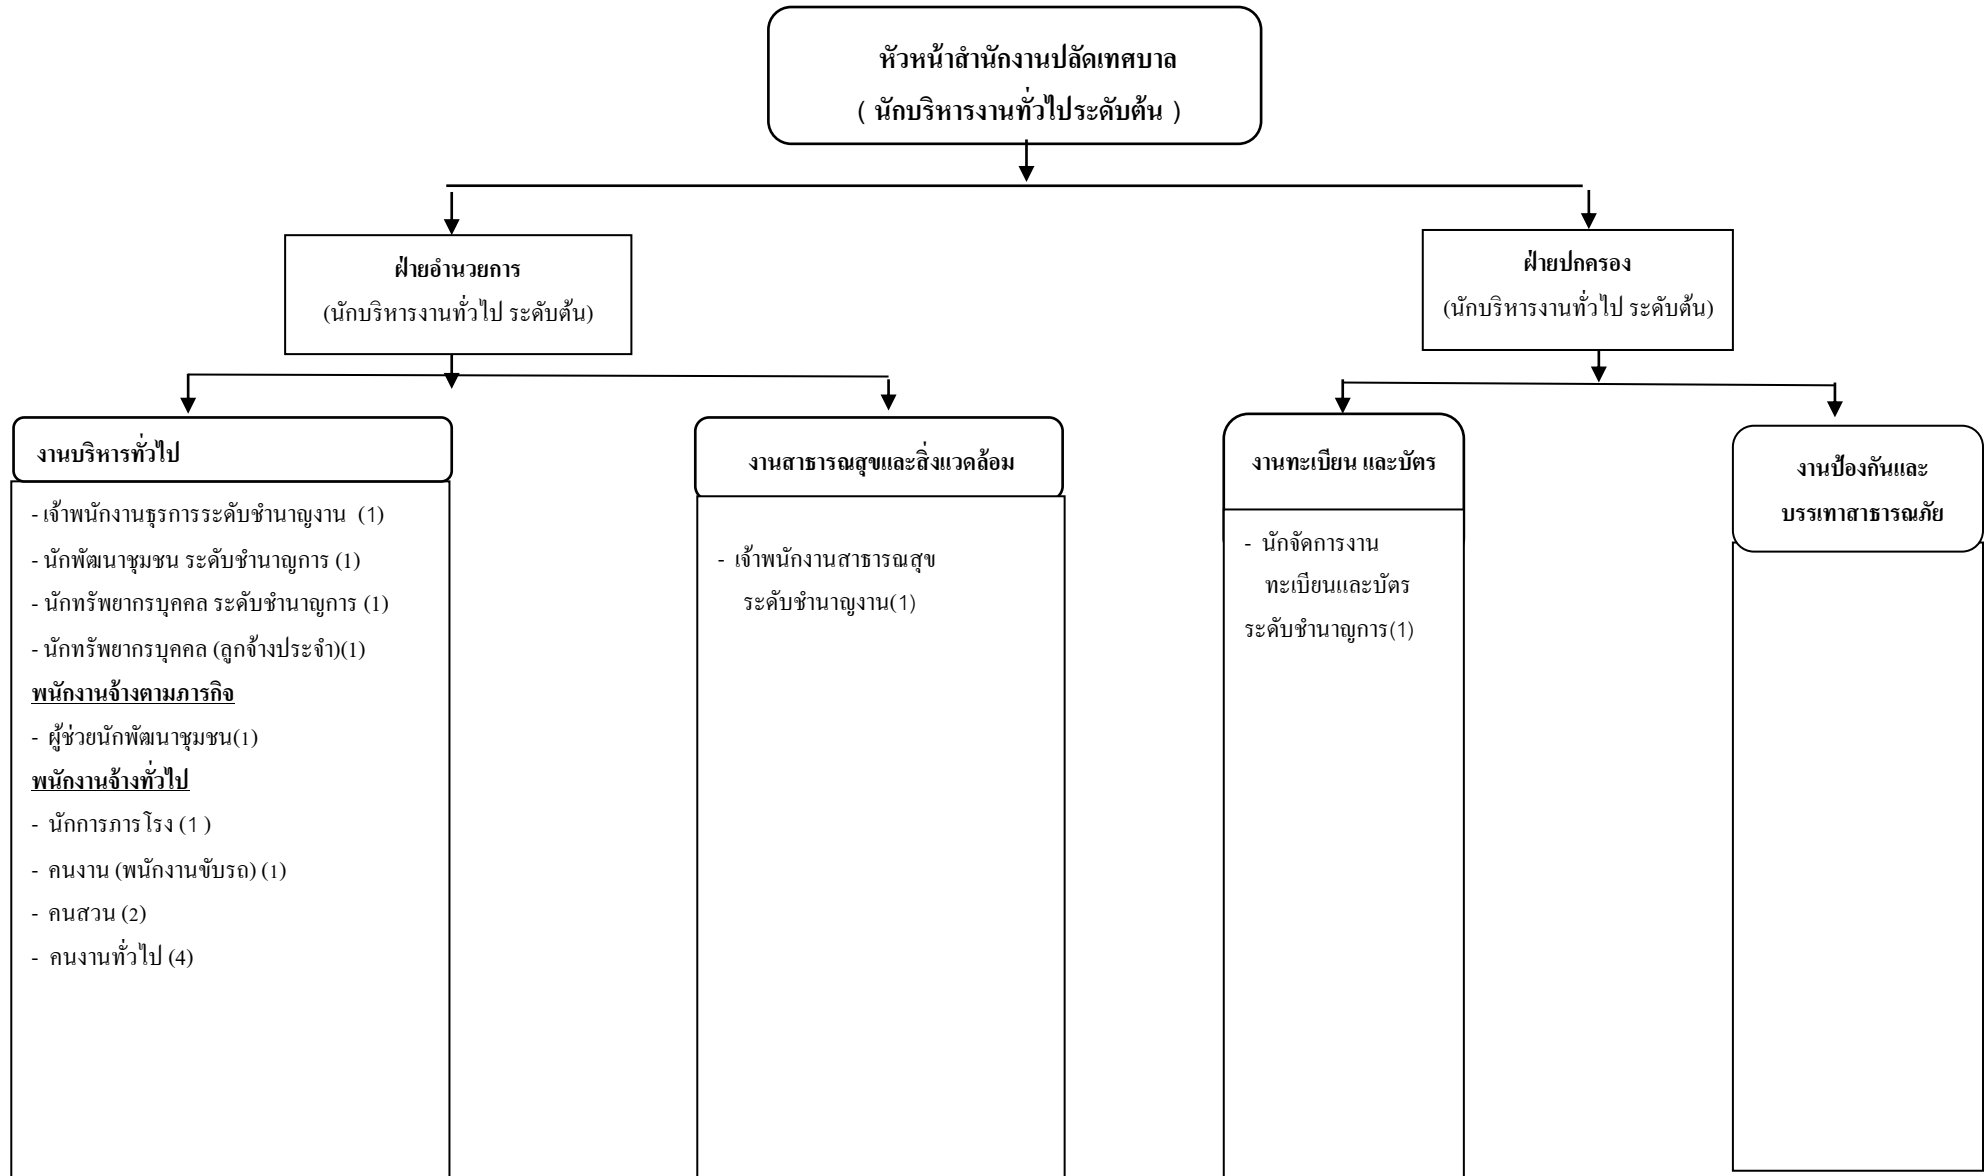 หัวหน้าสำนักงานปลัดเทศบาล
( นักบริหารงานทั่วไประดับต้น )
ฝ่ายอำนวยการ
(นักบริหารงานทั่วไป ระดับต้น)
ฝ่ายปกครอง
(นักบริหารงานทั่วไป ระดับต้น)
งานบริหารทั่วไป
- เจ้าพนักงานธุรการระดับชำนาญงาน (1)
- นักพัฒนาชุมชน ระดับชำนาญการ (1)
- นักทรัพยากรบุคคล ระดับชำนาญการ (1)
- นักทรัพยากรบุคคล (ลูกจ้างประจำ)(1)
พนักงานจ้างตามภารกิจ
- ผู้ช่วยนักพัฒนาชุมชน(1)
พนักงานจ้างทั่วไป
- นักการภารโรง (1 )
- คนงาน (พนักงานขับรถ) (1)
- คนสวน (2)
- คนงานทั่วไป (4)
งานสาธารณสุขและสิ่งแวดล้อม
- เจ้าพนักงานสาธารณสุข
ระดับชำนาญงาน(1)
งานทะเบียน และบัตร
- นักจัดการงาน
ทะเบียนและบัตร
ระดับชำนาญการ(1)
งานป้องกันและ
บรรเทาสาธารณภัย